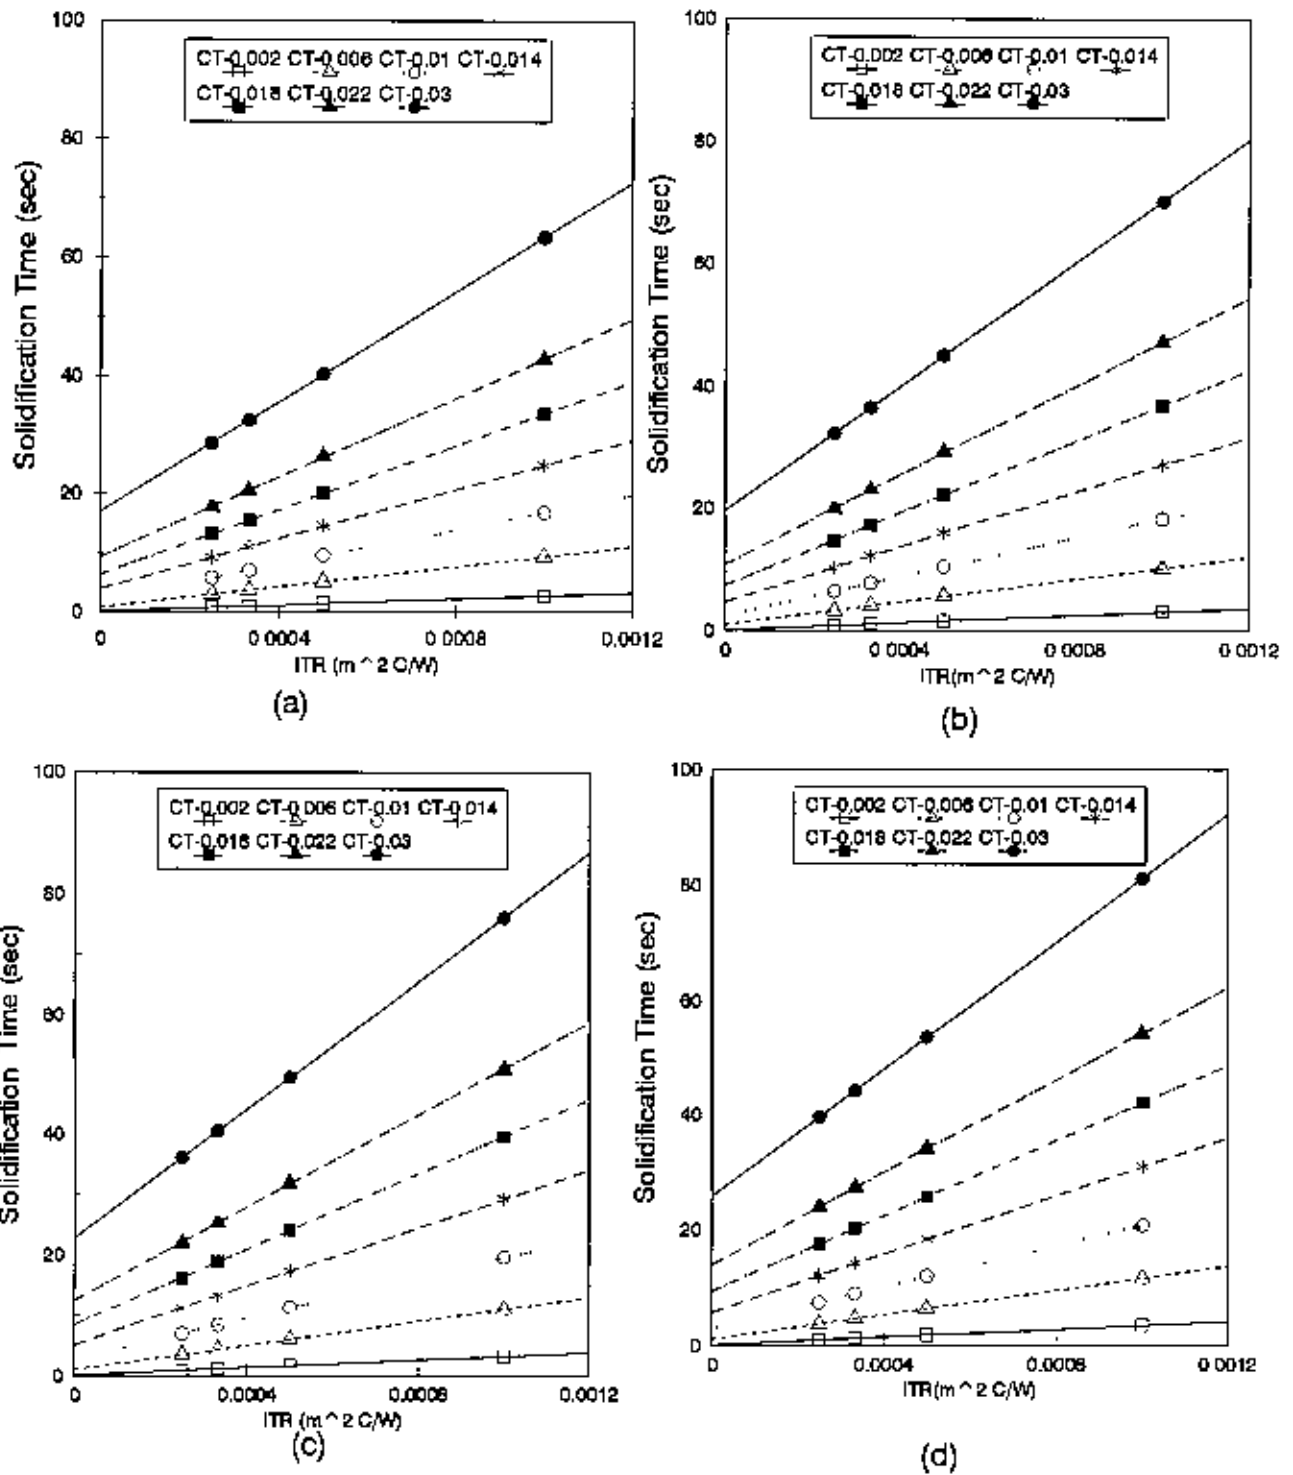 100
CT-0.002 CT-0.006 CT-0.01 CT-0.014
CT-0.018 CT-0.022 CT-0.03
80
60
40
20
0
Solidification Time (sec)
0 0.0004 0.0008 0.0012
ITR (m ^ 2 C/W)
(a)
100
CT-0.002 CT-0.006 CT-0.01 CT-0.014
CT-0.018 CT-0.022 CT-0.03
80
60
40
20
0
Solidification Time (sec)
0 0.0004 0.0008 0.0012
ITR(m ^ 2 C/W)
(b)
100
CT-0.002 CT-0.006 CT-0.01 CT-0.014
CT-0.018 CT-0.022 CT-0.03
80
60
40
20
0
Solidification Time (sec)
0 0.0004 0.0008 0.0012
ITR (m ^ 2 C/W)
(c)
100
CT-0.002 CT-0.006 CT-0.01 CT-0.014
CT-0.018 CT-0.022 CT-0.03
80
60
40
20
0
Solidification Time (sec)
0 0.0004 0.0008 0.0012
ITR(m ^ 2 C/W)
(d)